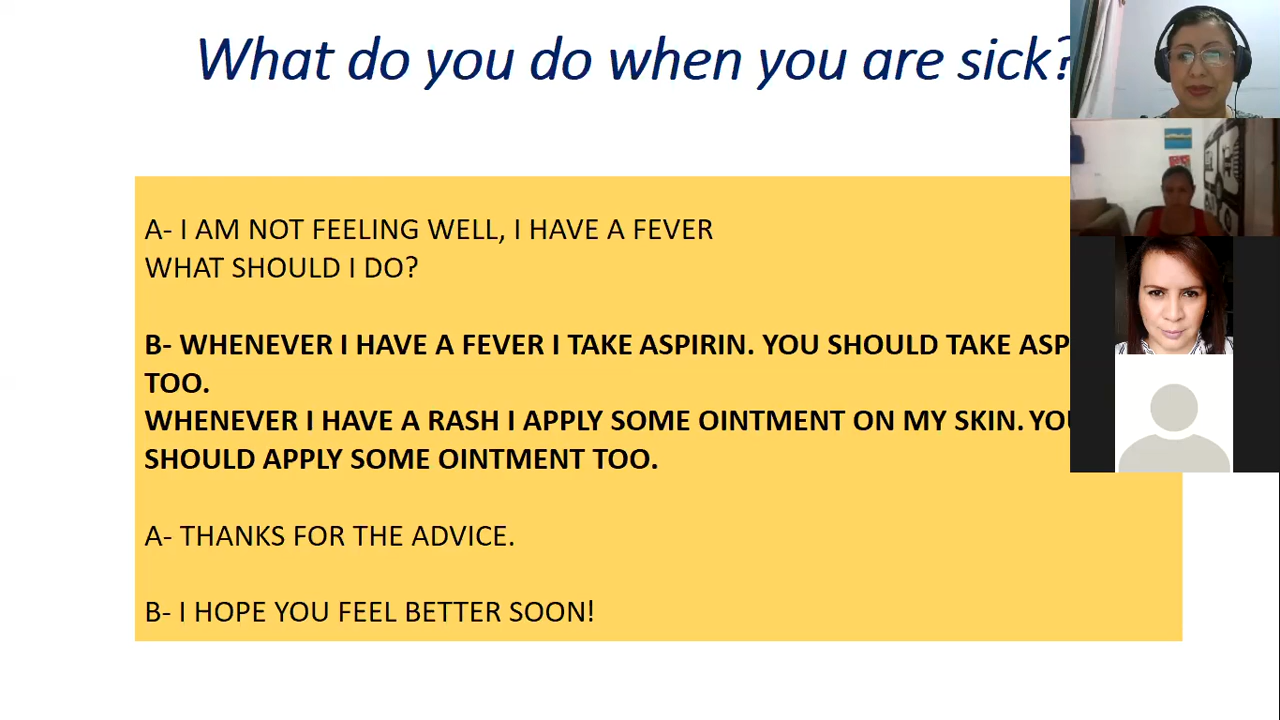 What do you do when you are sick?
A- I AM NOT FEELING WELL, I HAVE A FEVER
WHAT SHOULD I DO?
B- WHENEVER I HAVE A FEVER I TAKE ASPIRIN. YOU SHOULD TAKE ASP
TOO.
WHENEVER I HAVE A RASH I APPLY SOME OINTMENT ON MY SKIN. YOU
SHOULD APPLY SOME OINTMENT TOO.
A- THANKS FOR THE ADVICE.
B- I HOPE YOU FEEL BETTER SOON!